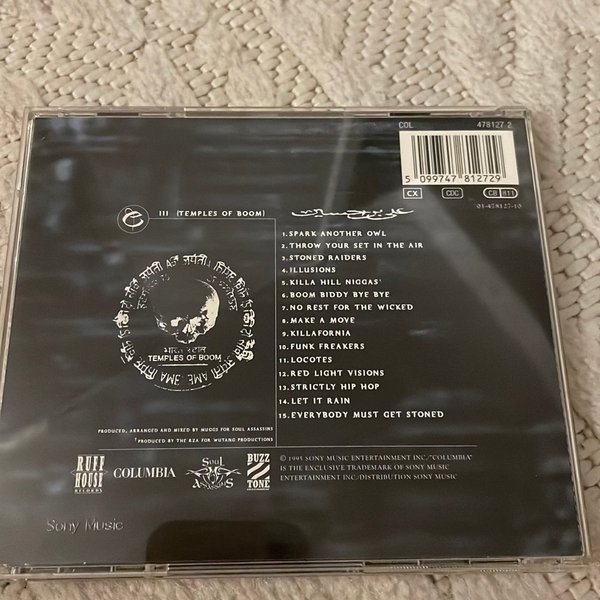 COL 478127 2
5 099747 812729
CX CDC CB 811
01-478127-10
III (TEMPLES OF BOOM)
1. SPARK ANOTHER OWL
2. THROW YOUR SET IN THE AIR
3. STONED RAIDERS
4. ILLUSIONS
5. KILLA HILL NIGGAS†
6. BOOM BIDDY BYE BYE
7. NO REST FOR THE WICKED
8. MAKE A MOVE
9. KILLAFORNIA
10. FUNK FREAKERS
11. LOCOTES
12. RED LIGHT VISIONS
13. STRICTLY HIP HOP
14. LET IT RAIN
15. EVERYBODY MUST GET STONED
TEMPLES OF BOOM
PRODUCED, ARRANGED AND MIXED BY MUGGS FOR SOUL ASSASSINS
†PRODUCED BY THE RZA FOR WUTANG PRODUCTIONS
RUFF HOUSE RECORDS
COLUMBIA
Soul Assassins
BUZZ TONE
© 1995 SONY MUSIC ENTERTAINMENT INC./"COLUMBIA"
IS THE EXCLUSIVE TRADEMARK OF SONY MUSIC
ENTERTAINMENT INC/DISTRIBUTION SONY MUSIC
Sony Music